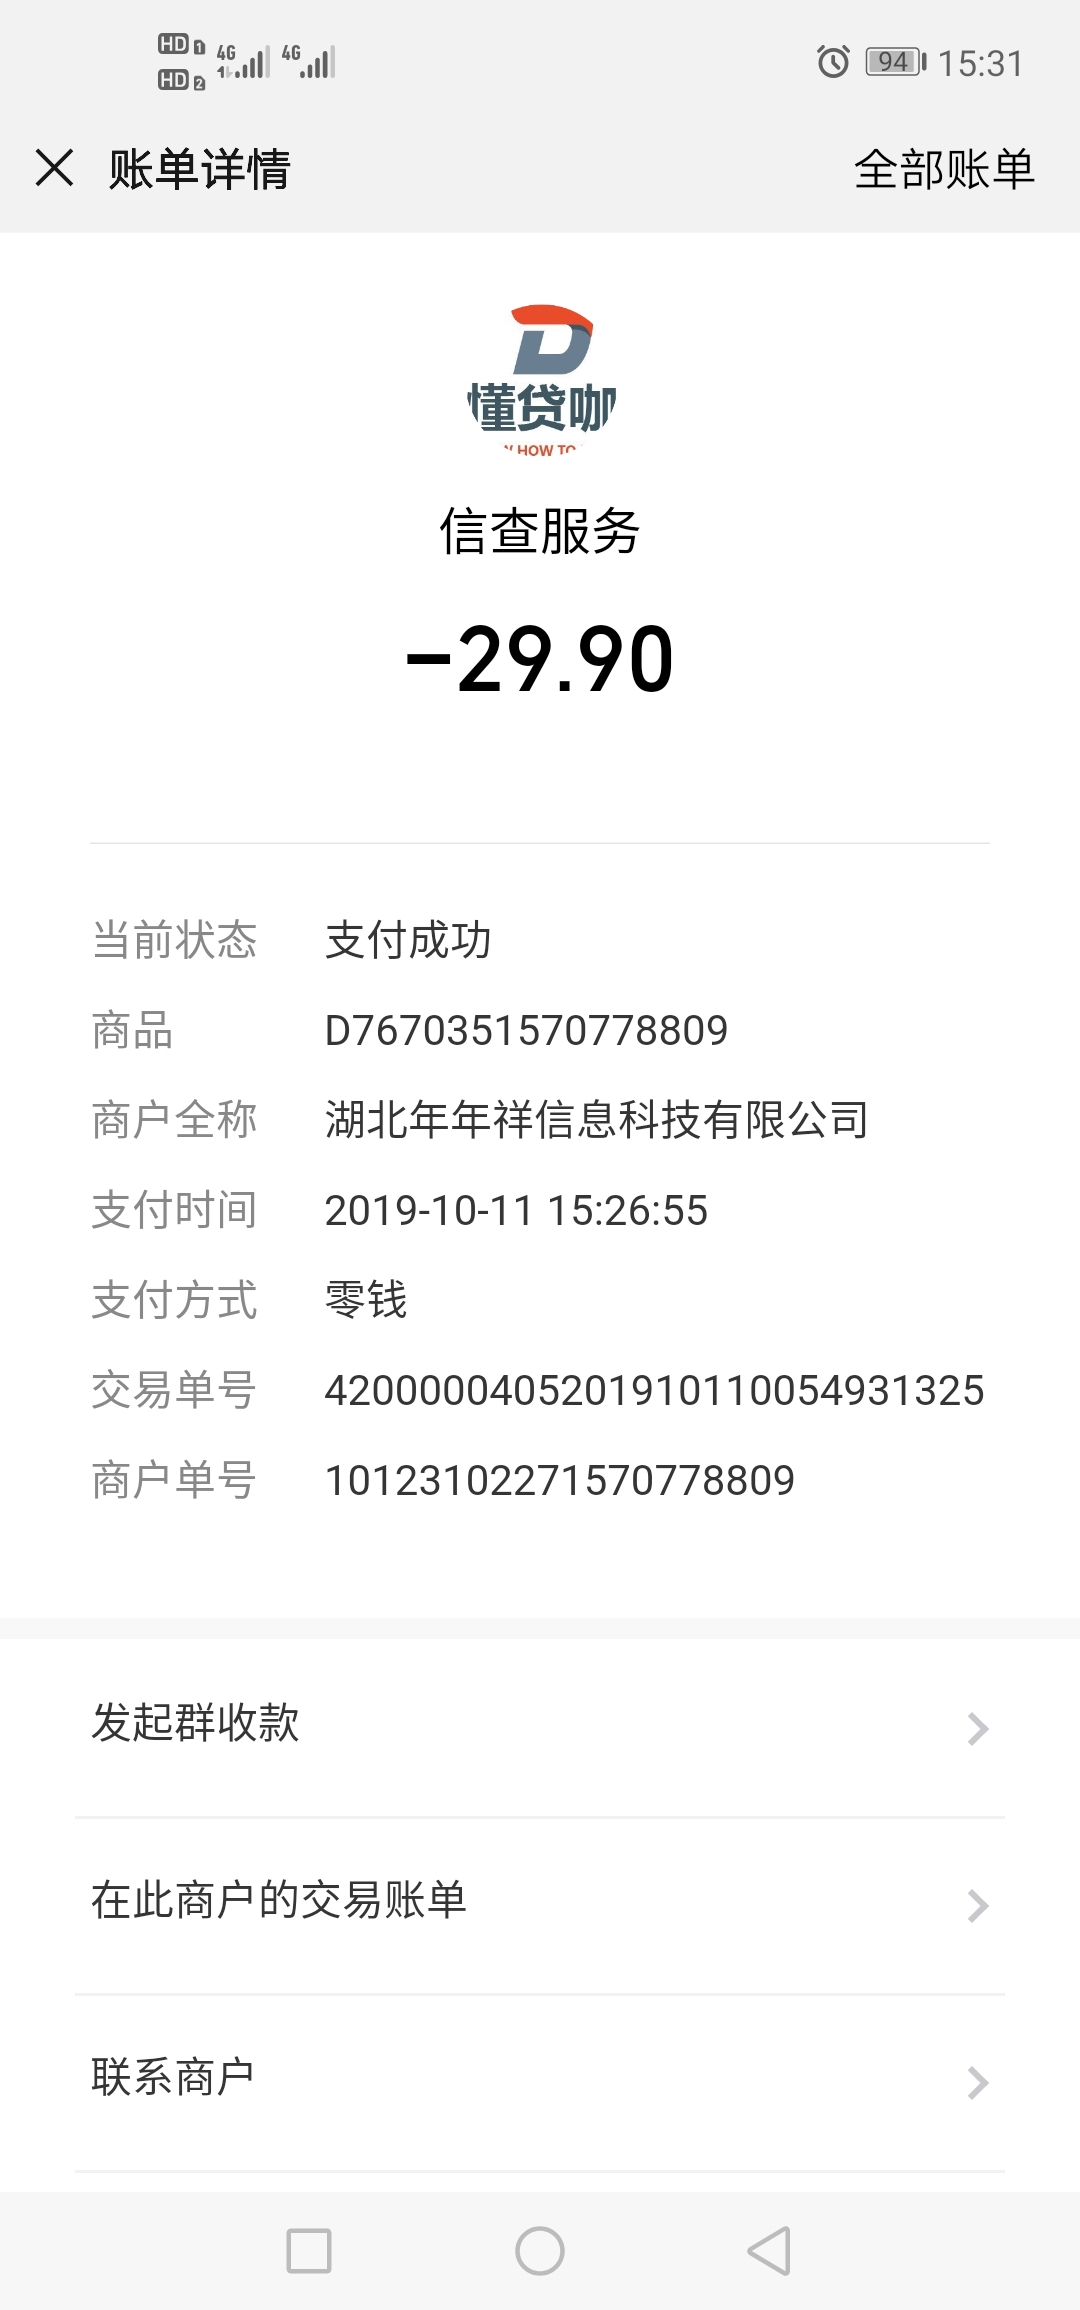 HD 1 4G 4G
HD 2
94 15:31
账单详情 全部账单
懂贷咖
HOW TO
信查服务
-29.90
当前状态 支付成功
商品 D7670351570778809
商户全称 湖北年年祥信息科技有限公司
支付时间 2019-10-11 15:26:55
支付方式 零钱
交易单号 4200000405201910110054931325
商户单号 10123102271570778809
发起群收款
在此商户的交易账单
联系商户